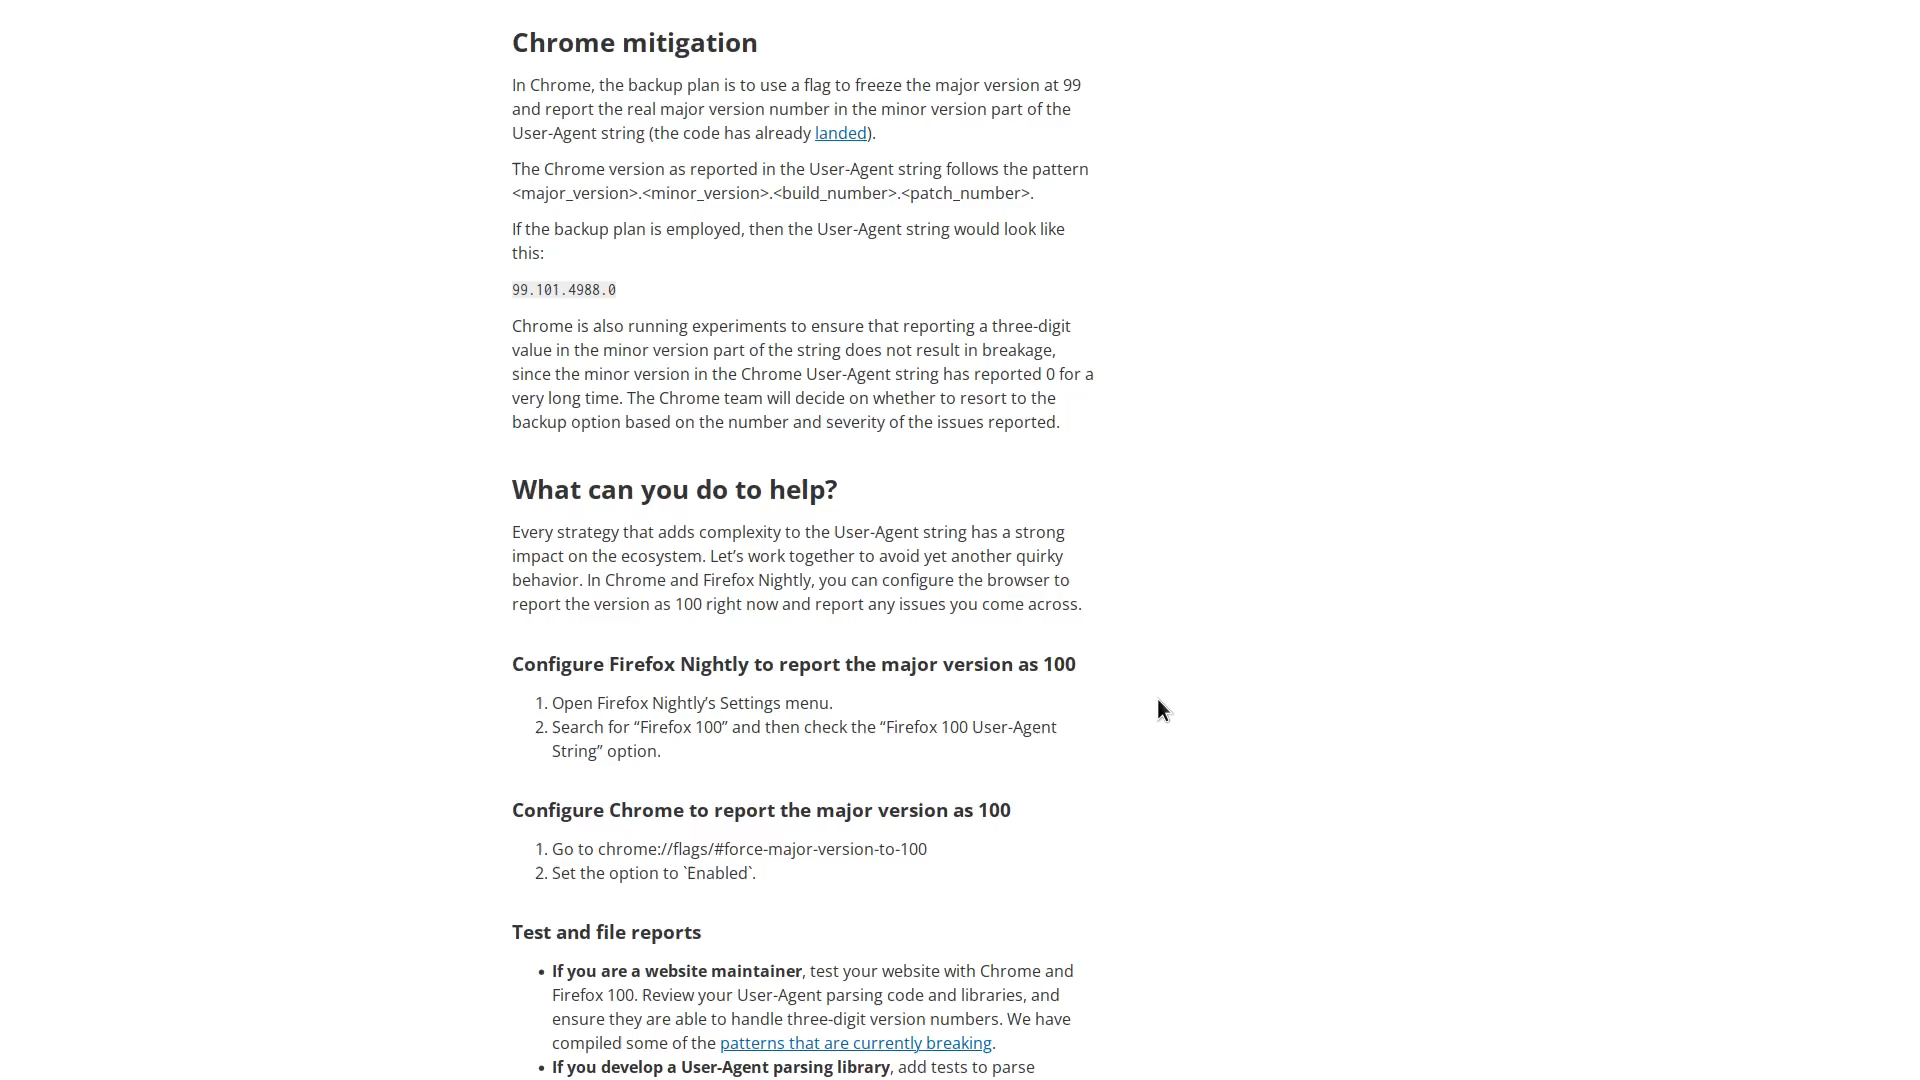 Chrome mitigation
In Chrome, the backup plan is to use a flag to freeze the major version at 99
and report the real major version number in the minor version part of the
User-Agent string (the code has already landed).
The Chrome version as reported in the User-Agent string follows the pattern
<major_version>.<minor_version>.<build_number>.<patch_number>.
If the backup plan is employed, then the User-Agent string would look like
this:
99.101.4988.0
Chrome is also running experiments to ensure that reporting a three-digit
value in the minor version part of the string does not result in breakage,
since the minor version in the Chrome User-Agent string has reported 0 for a
very long time. The Chrome team will decide on whether to resort to the
backup option based on the number and severity of the issues reported.
What can you do to help?
Every strategy that adds complexity to the User-Agent string has a strong
impact on the ecosystem. Let’s work together to avoid yet another quirky
behavior. In Chrome and Firefox Nightly, you can configure the browser to
report the version as 100 right now and report any issues you come across.
Configure Firefox Nightly to report the major version as 100
1. Open Firefox Nightly’s Settings menu.
2. Search for “Firefox 100” and then check the “Firefox 100 User-Agent
String” option.
Configure Chrome to report the major version as 100
1. Go to chrome://flags/#force-major-version-to-100
2. Set the option to `Enabled`.
Test and file reports
• If you are a website maintainer, test your website with Chrome and
Firefox 100. Review your User-Agent parsing code and libraries, and
ensure they are able to handle three-digit version numbers. We have
compiled some of the patterns that are currently breaking.
• If you develop a User-Agent parsing library, add tests to parse